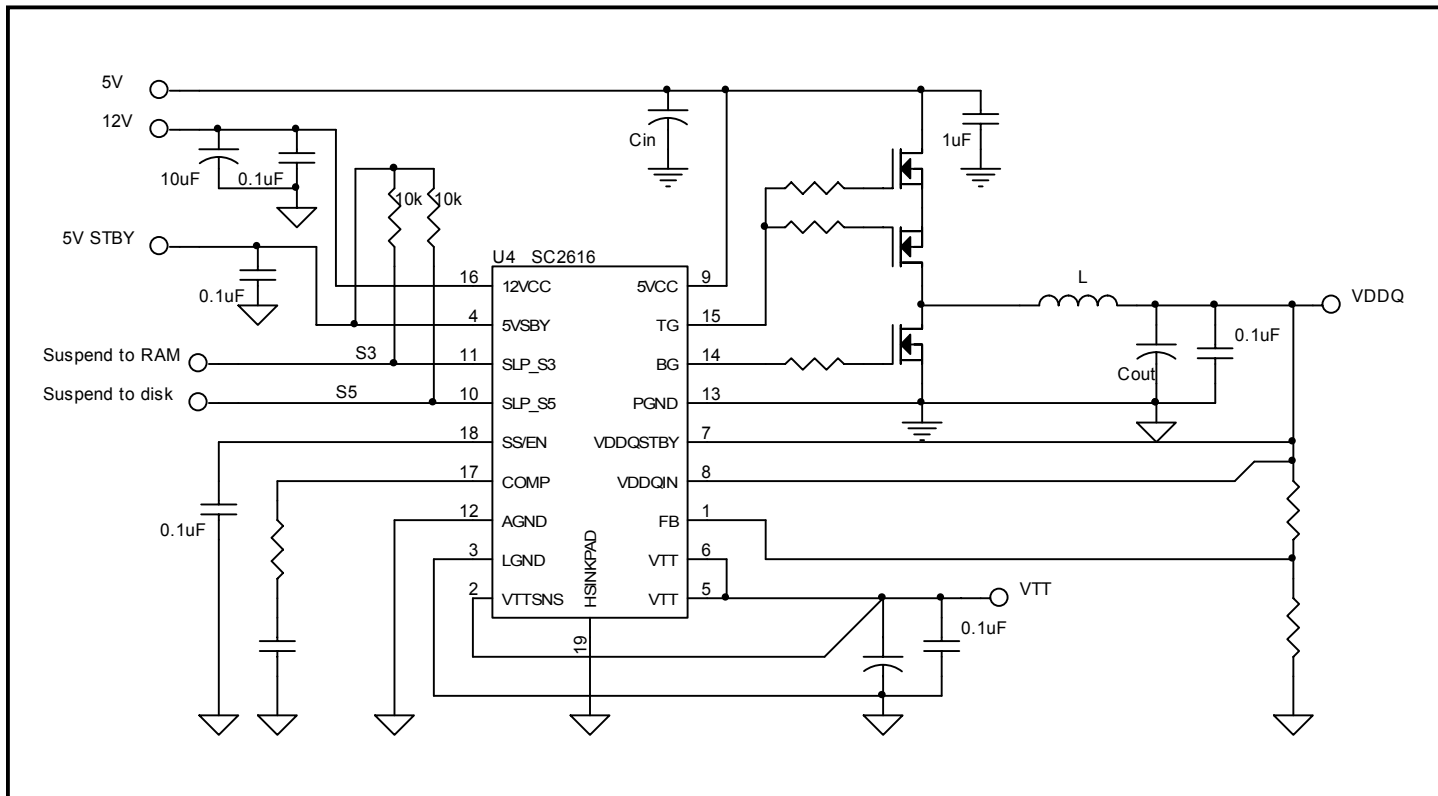 5V
12V
Cin
1uF
10uF
0.1uF
10k
10k
5V STBY
0.1uF
U4 SC2616
16
12VCC
5VCC
9
L
VDDQ
4
5VSBY
TG
15
0.1uF
Suspend to RAM
S3
11
SLP_S3
BG
14
Cout
Suspend to disk
S5
10
SLP_S5
PGND
13
18
SS/EN
VDDQSTBY
7
17
COMP
VDDQIN
8
0.1uF
12
AGND
FB
1
3
LGND
VTT
6
2
VTTSNS
HSINKPAD
VTT
5
VTT
0.1uF
19